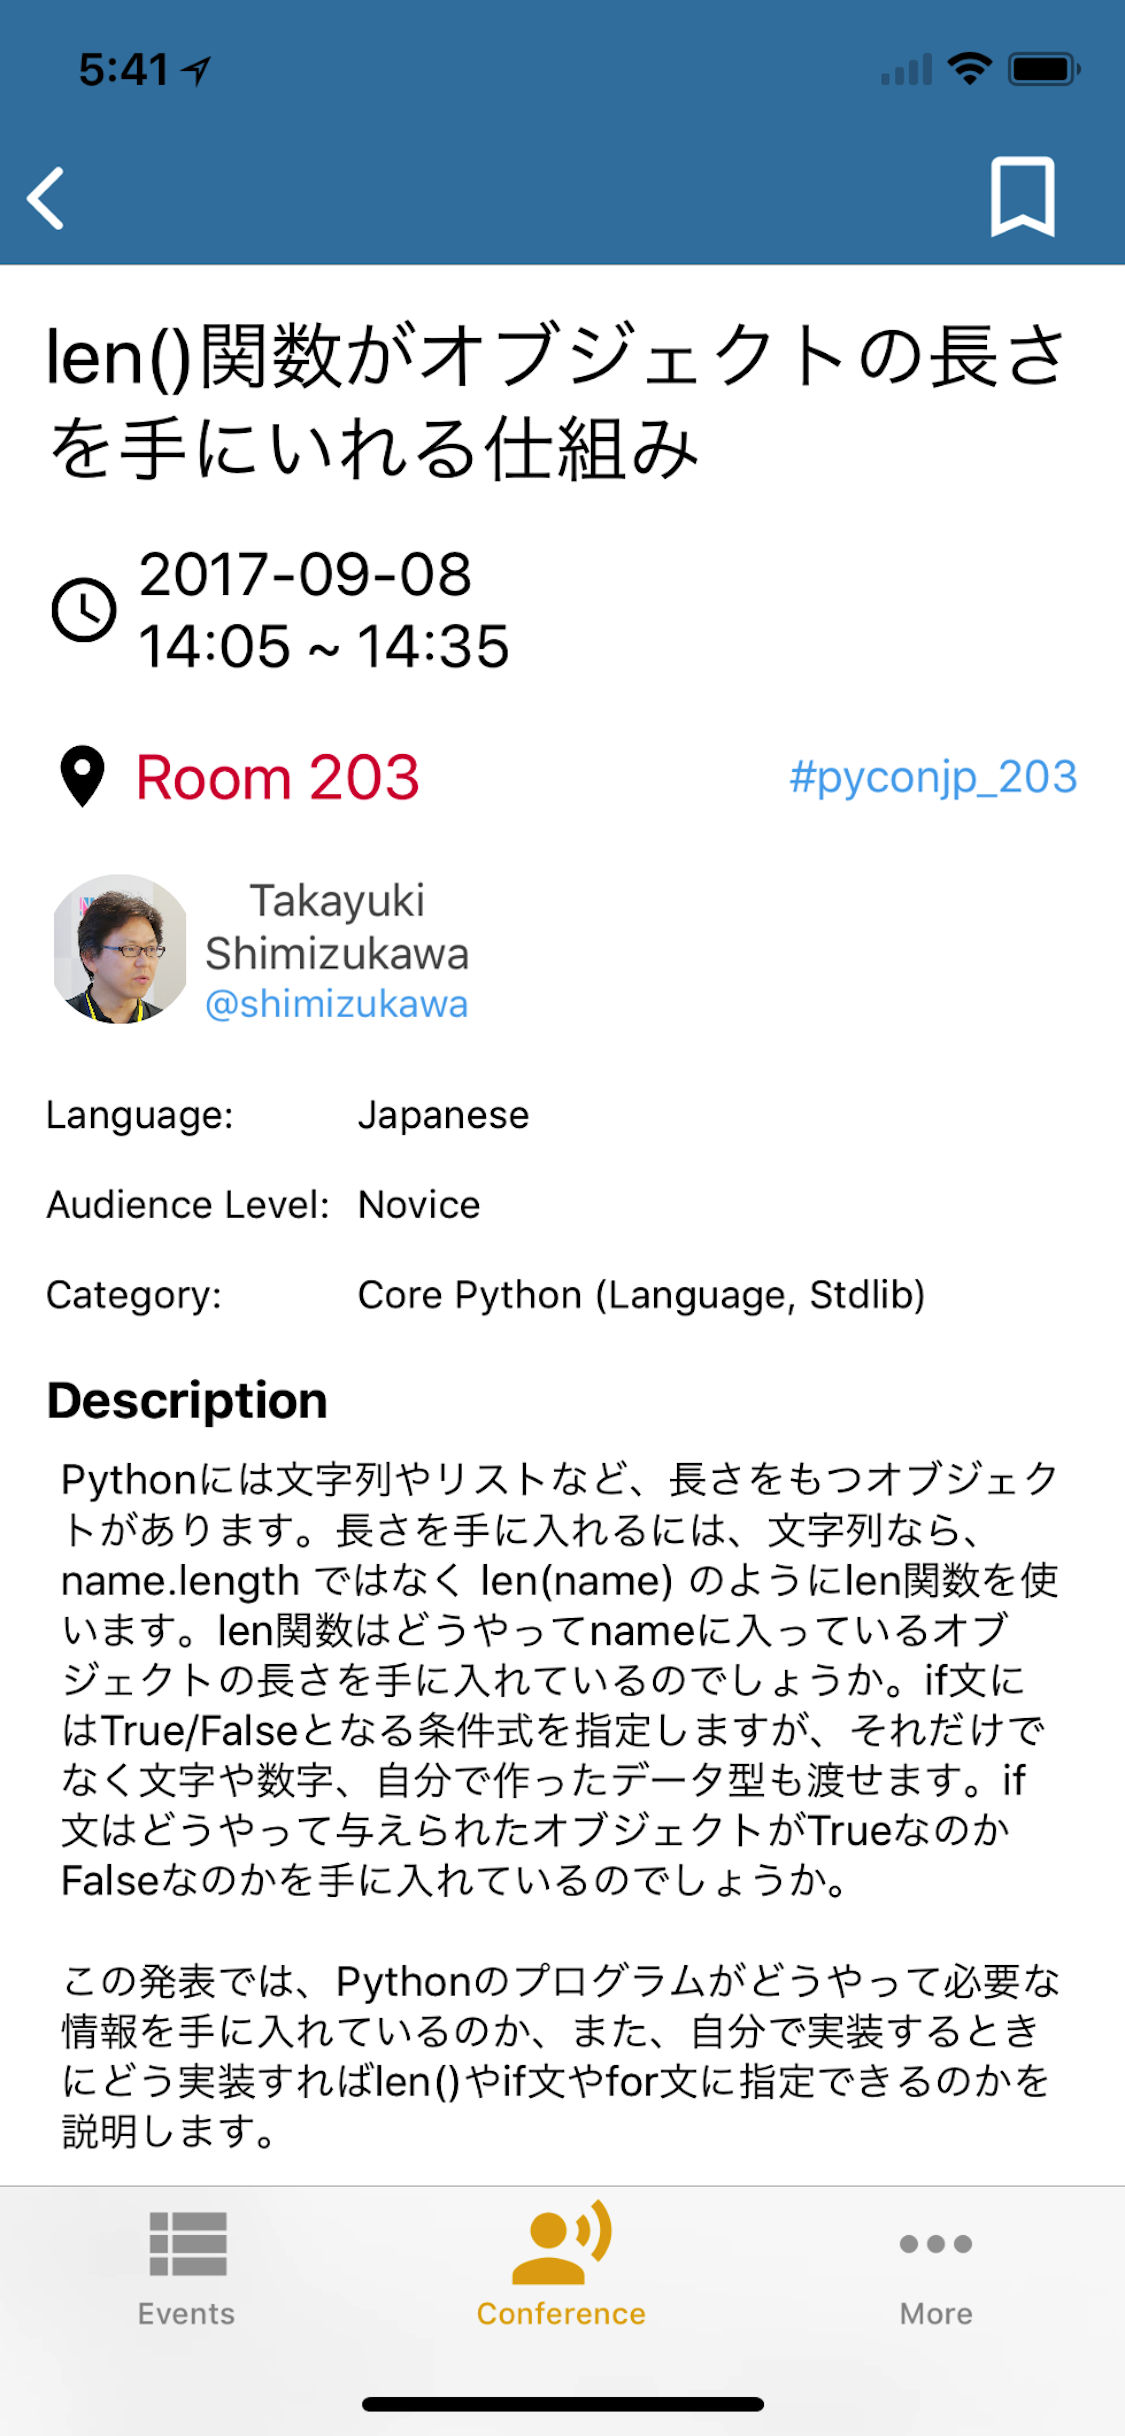 5:41
len()関数がオブジェクトの長さ
を手にいれる仕組み
2017-09-08
14:05 ~ 14:35
Room 203
#pyconjp_203
Takayuki
Shimizukawa
@shimizukawa
Language: Japanese
Audience Level: Novice
Category: Core Python (Language, Stdlib)
Description
Pythonには文字列やリストなど、長さをもつオブジェク
トがあります。長さを手に入れるには、文字列なら、
name.length ではなく len(name) のようにlen関数を使
います。len関数はどうやってnameに入っているオブ
ジェクトの長さを手に入れているのでしょうか。if文に
はTrue/Falseとなる条件式を指定しますが、それだけで
なく文字や数字、自分で作ったデータ型も渡せます。if
文はどうやって与えられたオブジェクトがTrueなのか
Falseなのかを手に入れているのでしょうか。
この発表では、Pythonのプログラムがどうやって必要な
情報を手に入れているのか、また、自分で実装するとき
にどう実装すればlen()やif文やfor文に指定できるのかを
説明します。
Events
Conference
More